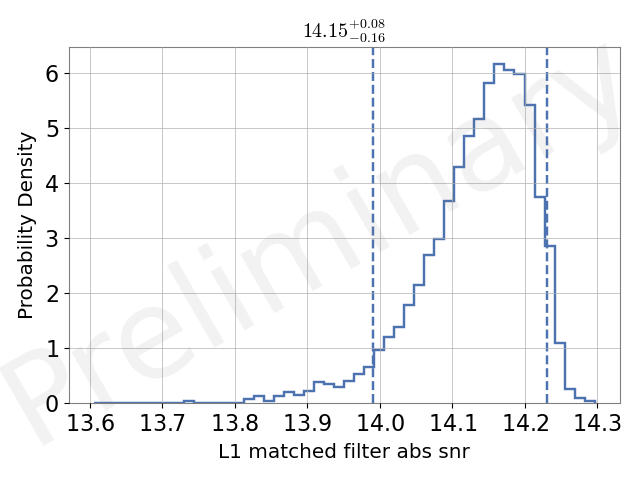 14.15+0.08−0.16
Preliminary
Probability Density
6
5
4
3
2
1
0
13.6 13.7 13.8 13.9 14.0 14.1 14.2 14.3
L1 matched filter abs snr